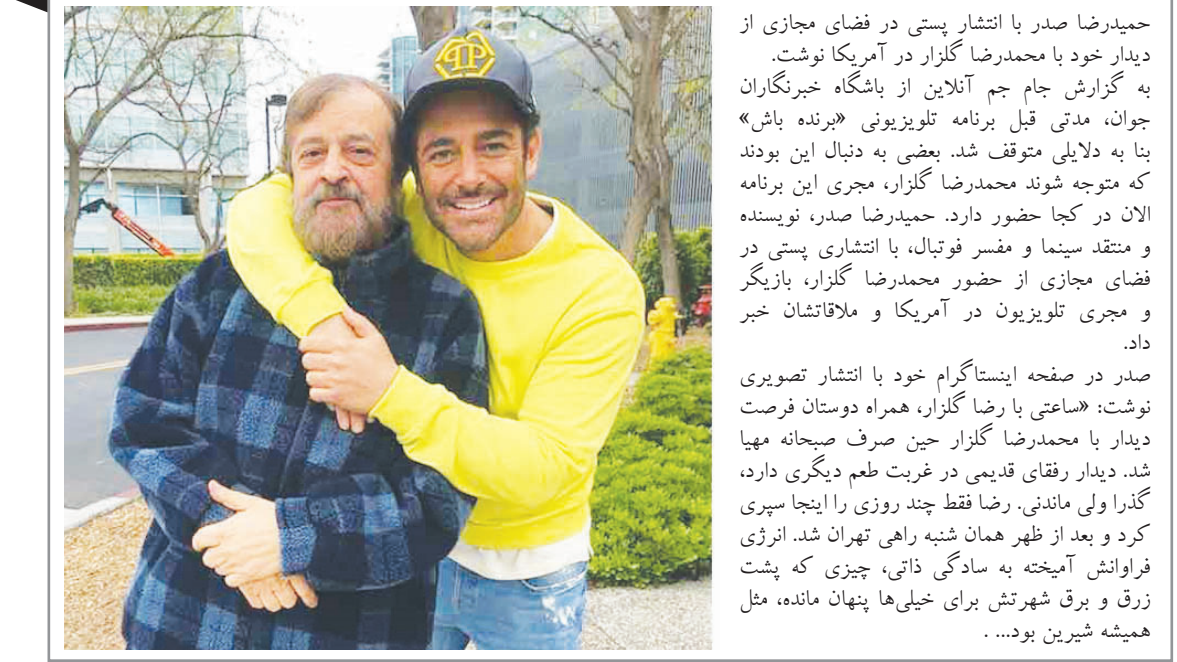 حمیدرضا صدر با انتشار پستی در فضای مجازی از
دیدار خود با محمدرضا گلزار در آمریکا نوشت.
به گزارش جام جم آنلاین از باشگاه خبرنگاران
جوان، مدتی قبل برنامه تلویزیونی «برنده باش»
بنا به دلایلی متوقف شد. بعضی به دنبال این بودند
که متوجه شوند محمدرضا گلزار، مجری این برنامه
الان در کجا حضور دارد. حمیدرضا صدر، نویسنده
و منتقد سینما و مفسر فوتبال، با انتشاری پستی در
فضای مجازی از حضور محمدرضا گلزار، بازیگر
و مجری تلویزیون در آمریکا و ملاقاتشان خبر
داد.
صدر در صفحه اینستاگرام خود با انتشار تصویری
نوشت: «ساعتی با رضا گلزار، همراه دوستان فرصت
دیدار با محمدرضا گلزار حین صرف صبحانه مهیا
شد. دیدار رفقای قدیمی در غربت طعم دیگری دارد،
گذرا ولی ماندنی. رضا فقط چند روزی را اینجا سپری
کرد و بعد از ظهر همان شنبه راهی تهران شد. انرژی
فراوانش آمیخته به سادگی ذاتی، چیزی که پشت
زرق و برق شهرتش برای خیلی‌ها پنهان مانده، مثل
همیشه شیرین بود... .